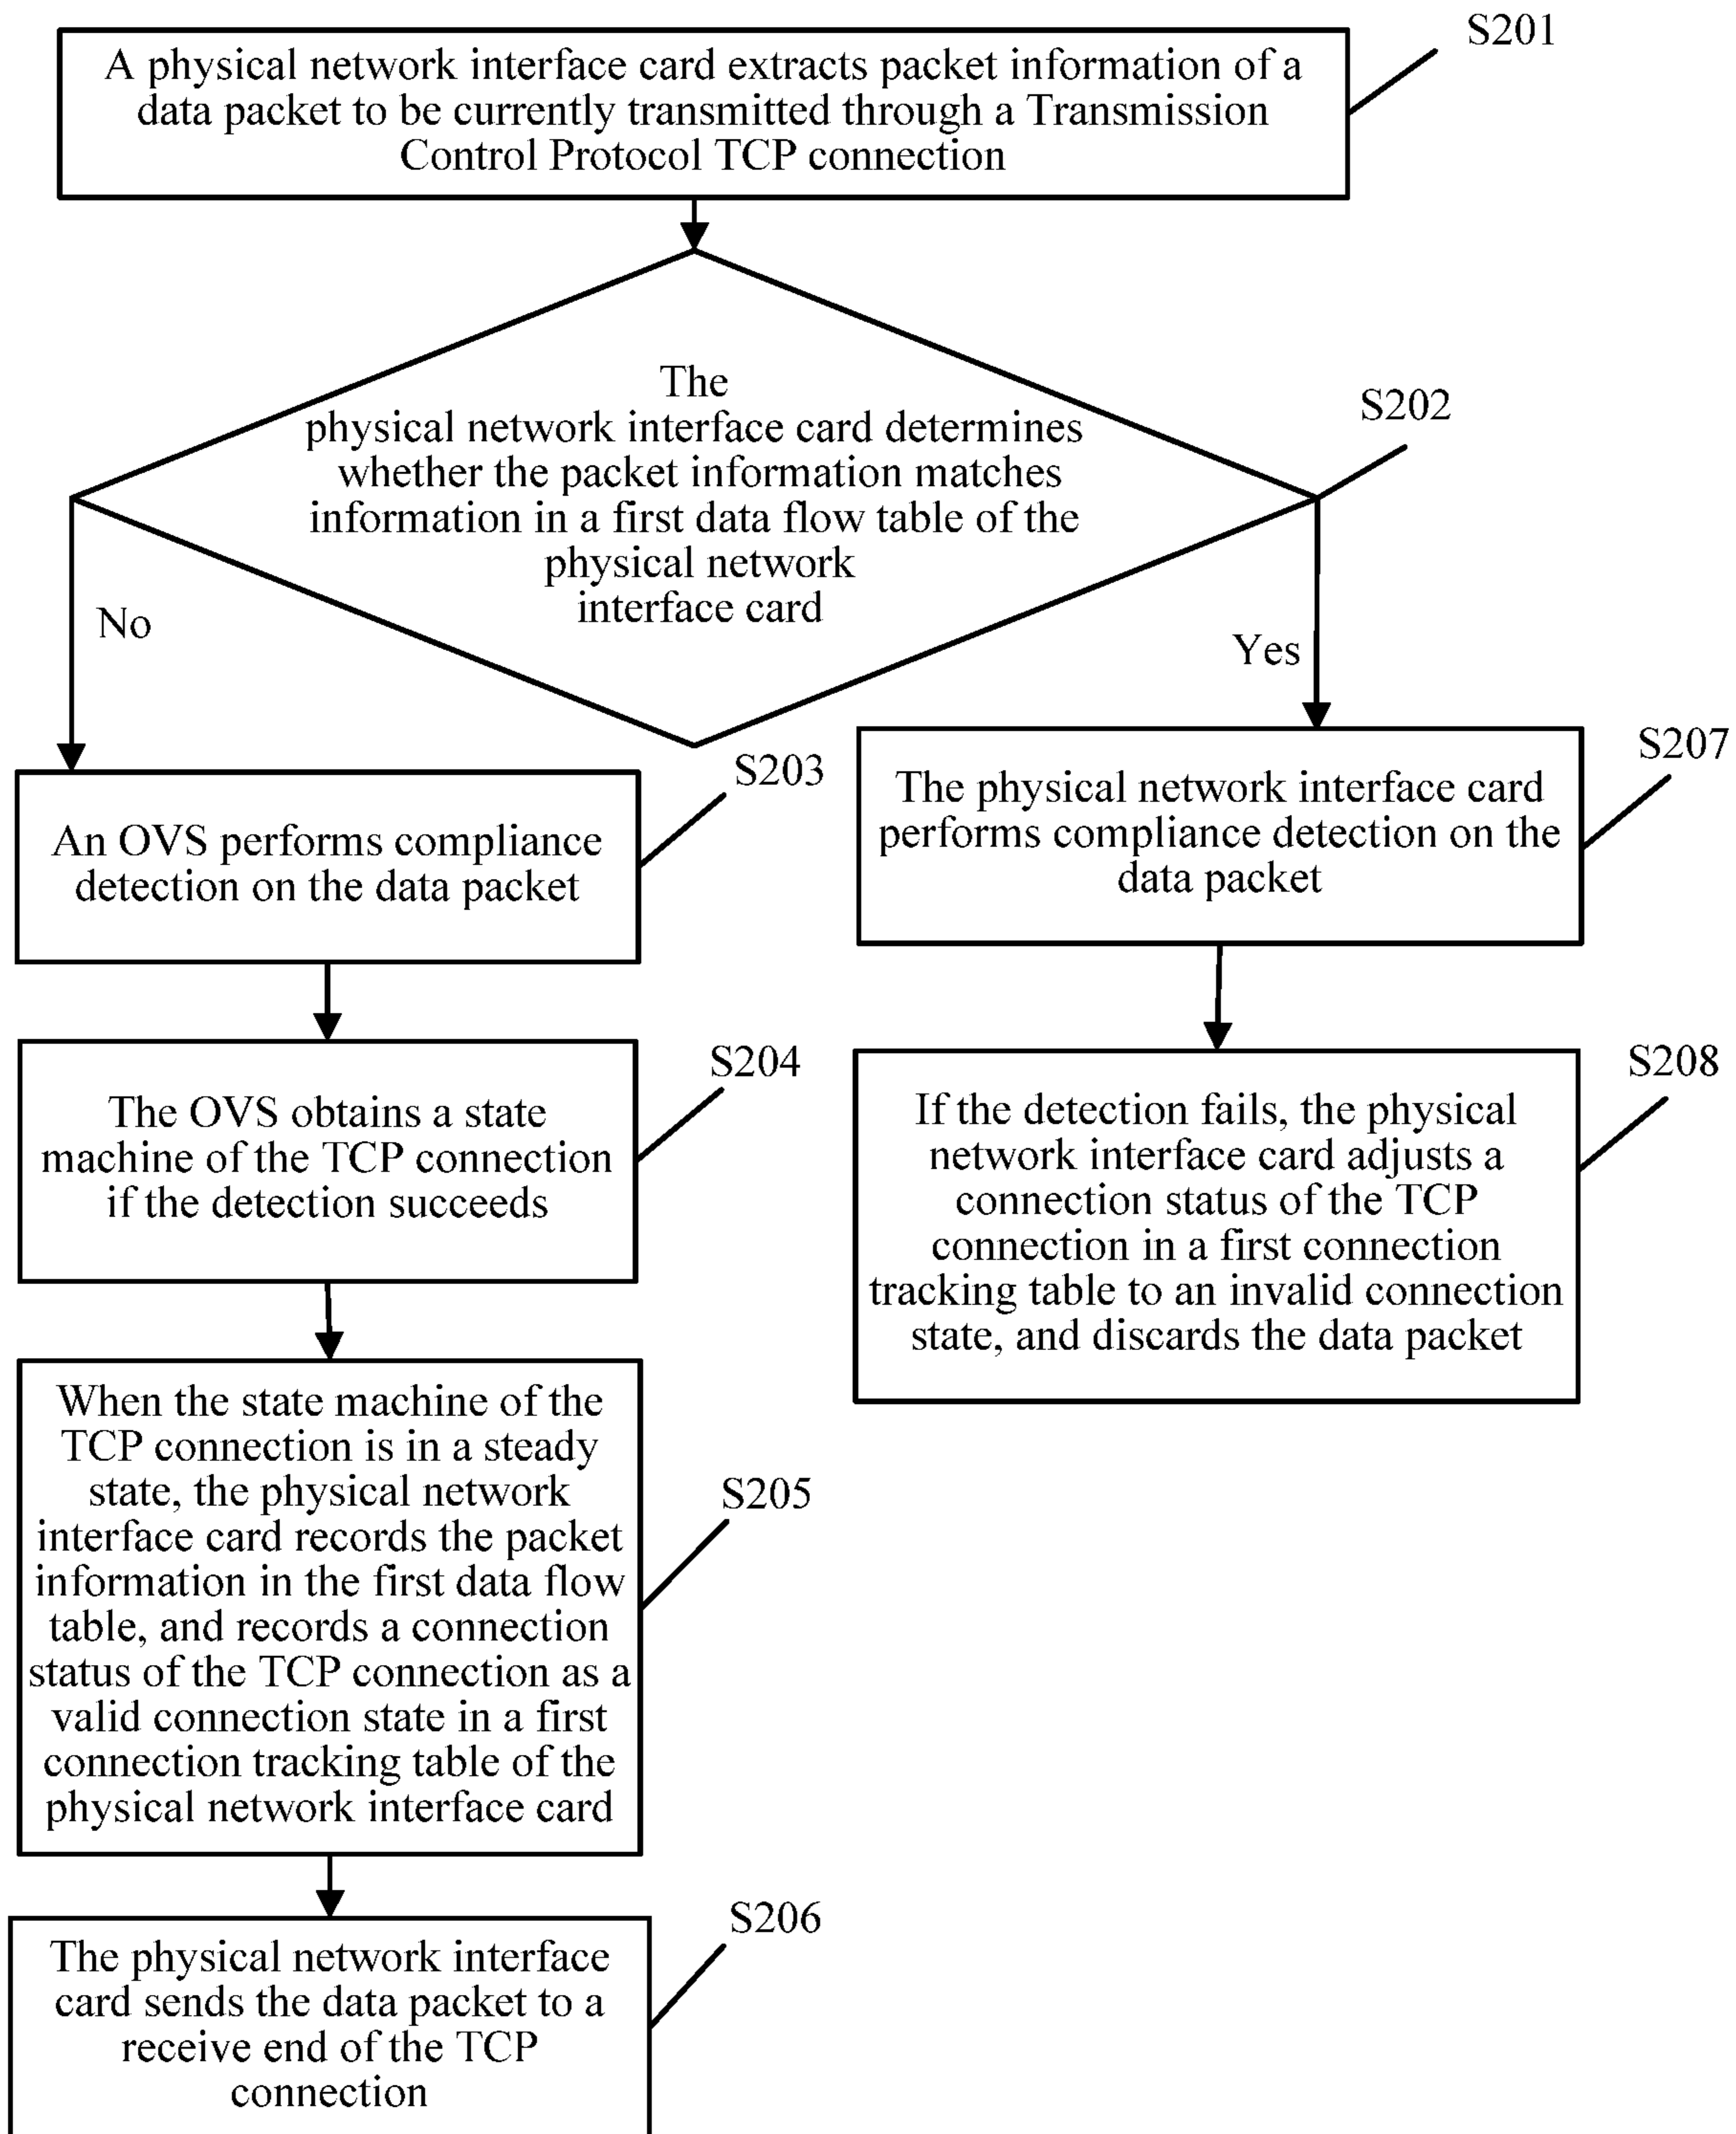 S201
A physical network interface card extracts packet information of a
data packet to be currently transmitted through a Transmission
Control Protocol TCP connection
S202
The
physical network interface card determines
whether the packet information matches
information in a first data flow table of the
physical network
interface card
No
Yes
S203
An OVS performs compliance
detection on the data packet
S207
The physical network interface card
performs compliance detection on the
data packet
S204
The OVS obtains a state
machine of the TCP connection
if the detection succeeds
S208
If the detection fails, the physical
network interface card adjusts a
connection status of the TCP
connection in a first connection
tracking table to an invalid connection
state, and discards the data packet
S205
When the state machine of the
TCP connection is in a steady
state, the physical network
interface card records the packet
information in the first data flow
table, and records a connection
status of the TCP connection as a
valid connection state in a first
connection tracking table of the
physical network interface card
S206
The physical network interface
card sends the data packet to a
receive end of the TCP
connection